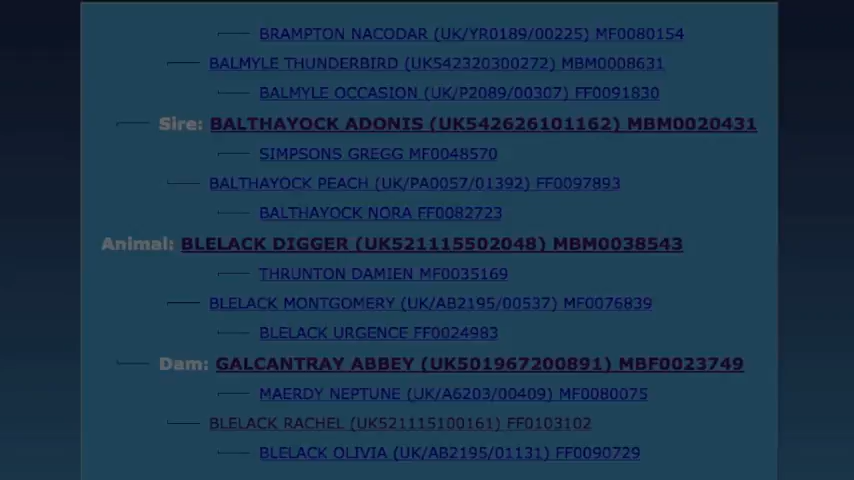 BRAMPTON NACODAR (UK/YR0189/00225) MF0080154
BALMYLE THUNDERBIRD (UK542320300272) MBM0008631
BALMYLE OCCASION (UK/P2089/00307) FF0091830
Sire: BALTHAYOCK ADONIS (UK542626101162) MBM0020431
SIMPSONS GREGG MF0048570
BALTHAYOCK PEACH (UK/PA0057/01392) FF0097893
BALTHAYOCK NORA FF0082723
Animal: BLELACK DIGGER (UK521115502048) MBM0038543
THRUNTON DAMIEN MF0035169
BLELACK MONTGOMERY (UK/AB2195/00537) MF0076839
BLELACK URGENCE FF0024983
Dam: GALCANTRAY ABBEY (UK501967200891) MBF0023749
MAERDY NEPTUNE (UK/A6203/00409) MF0080075
BLELACK RACHEL (UK521115100161) FF0103102
BLELACK OLIVIA (UK/AB2195/01131) FF0090729